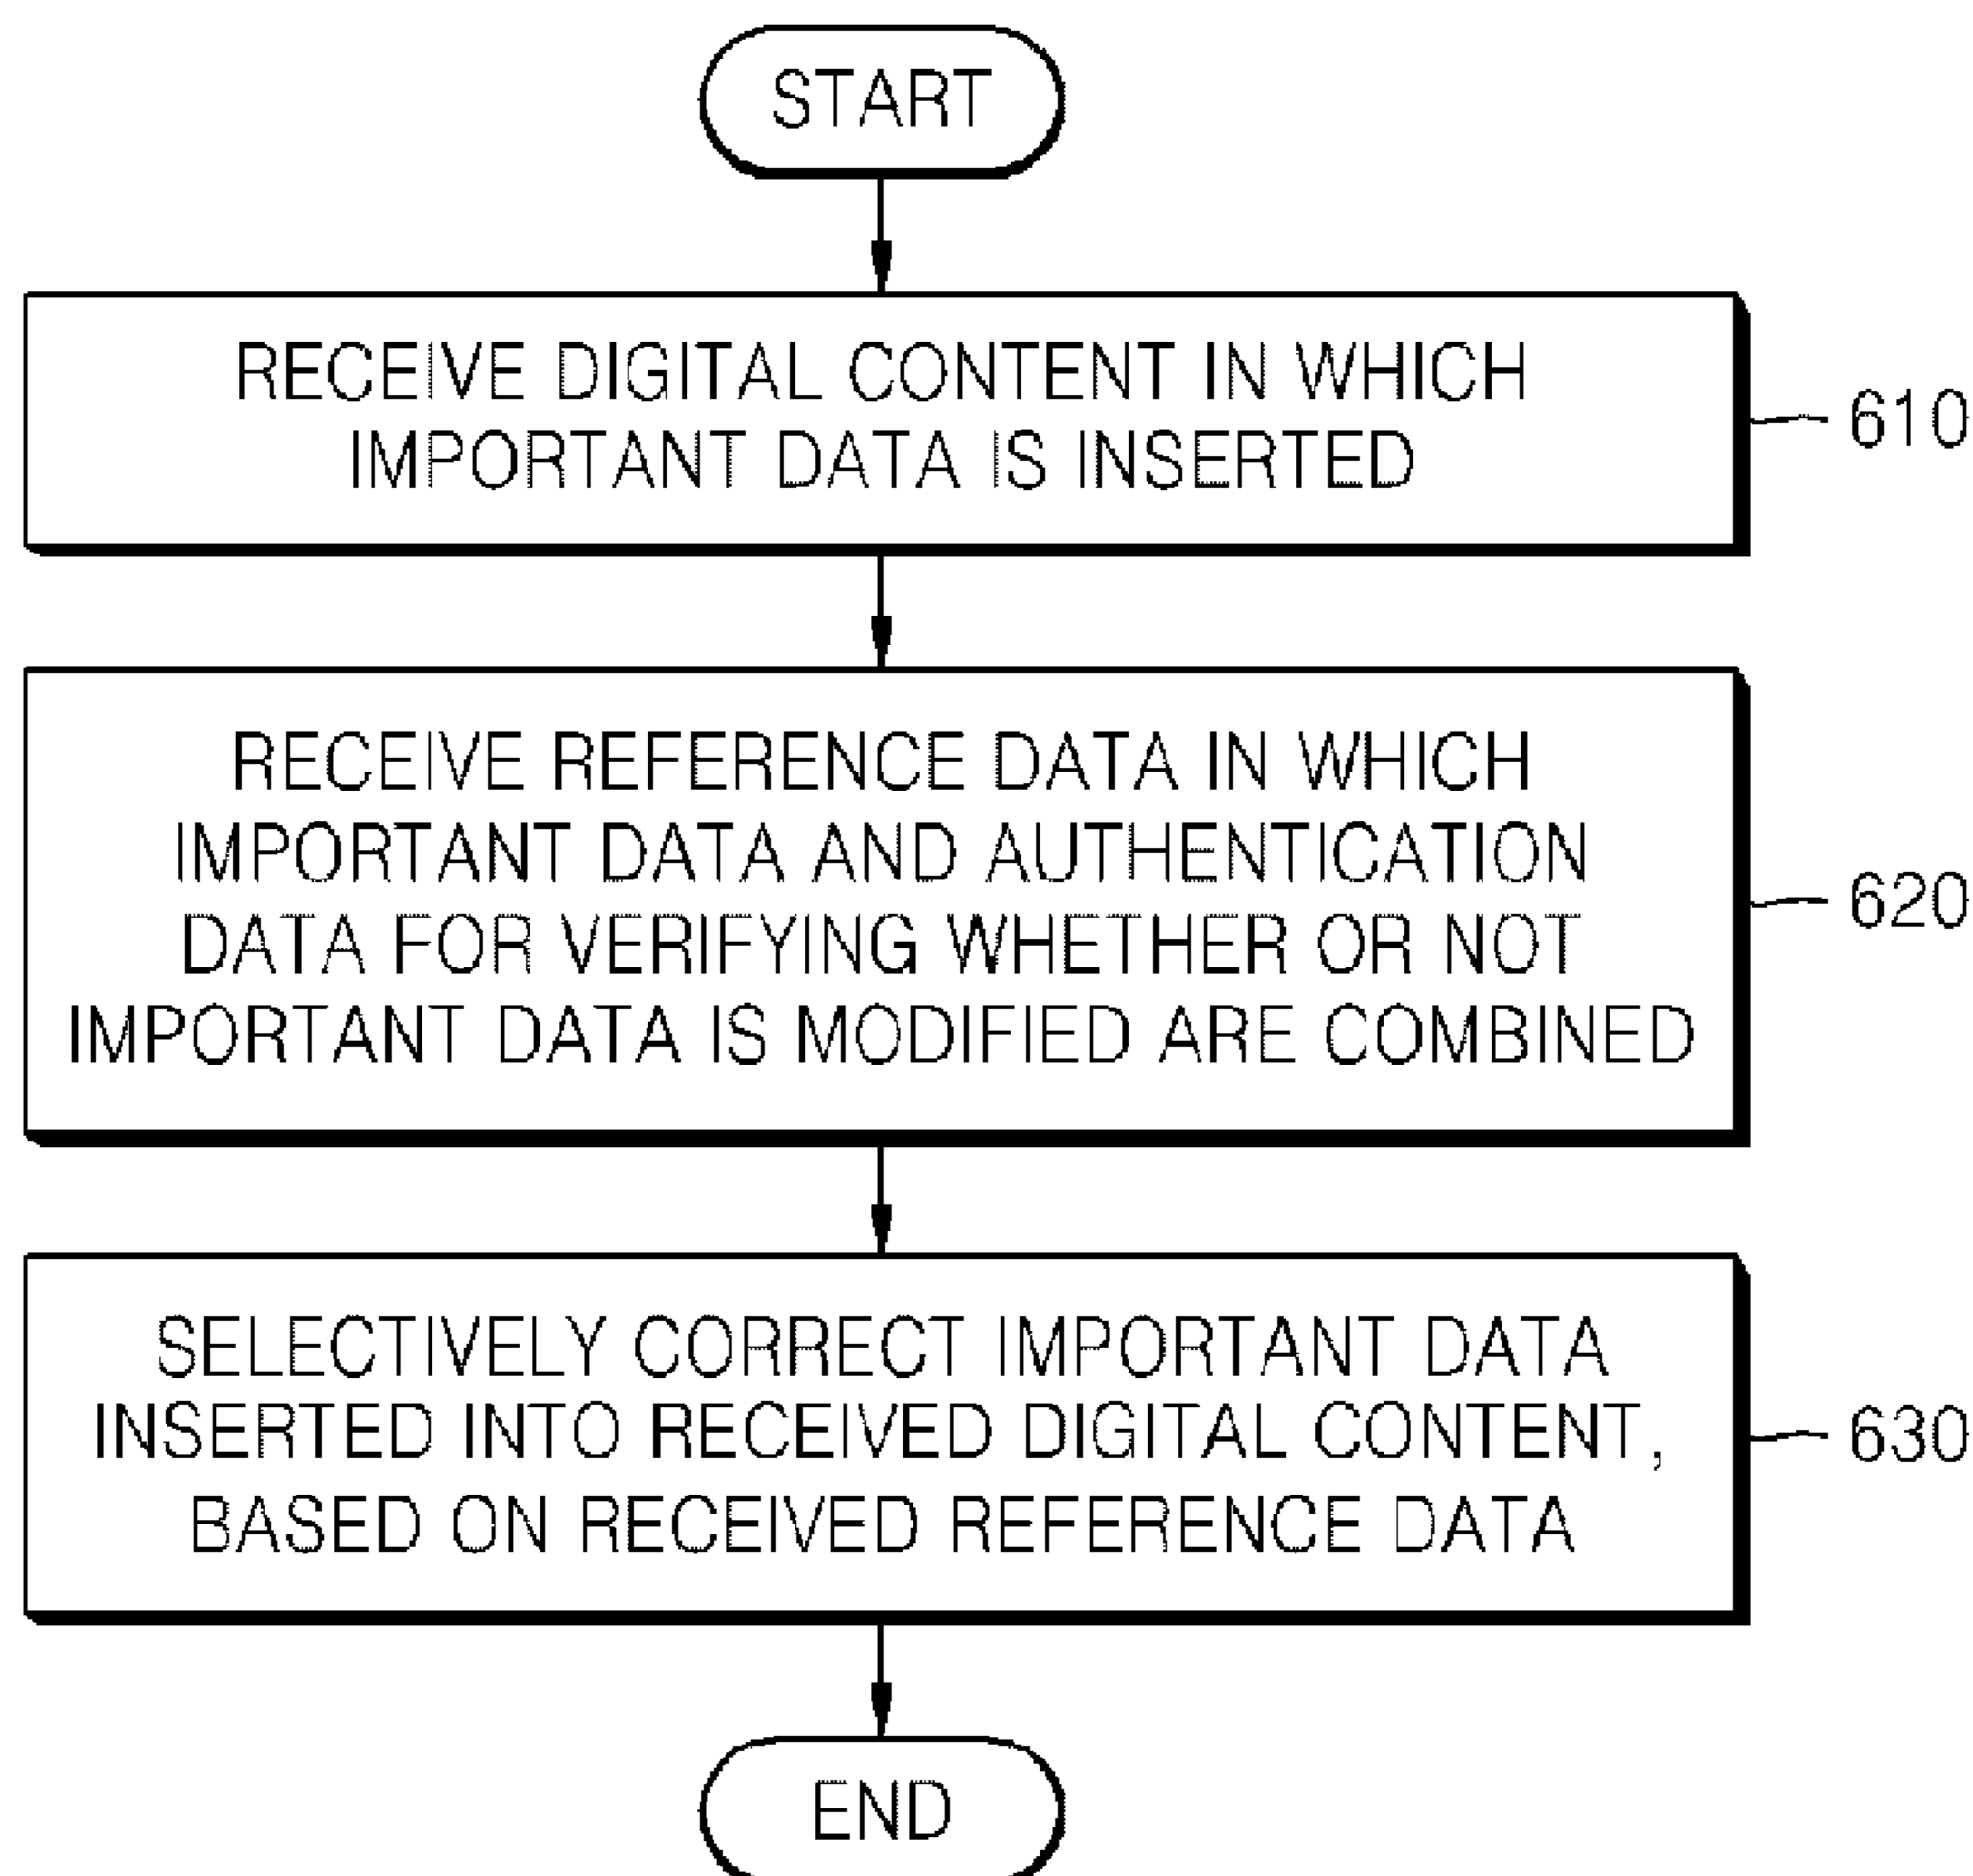 START
RECEIVE DIGITAL CONTENT IN WHICH
IMPORTANT DATA IS INSERTED
610
RECEIVE REFERENCE DATA IN WHICH
IMPORTANT DATA AND AUTHENTICATION
DATA FOR VERIFYING WHETHER OR NOT
IMPORTANT DATA IS MODIFIED ARE COMBINED
620
SELECTIVELY CORRECT IMPORTANT DATA
INSERTED INTO RECEIVED DIGITAL CONTENT,
BASED ON RECEIVED REFERENCE DATA
630
END